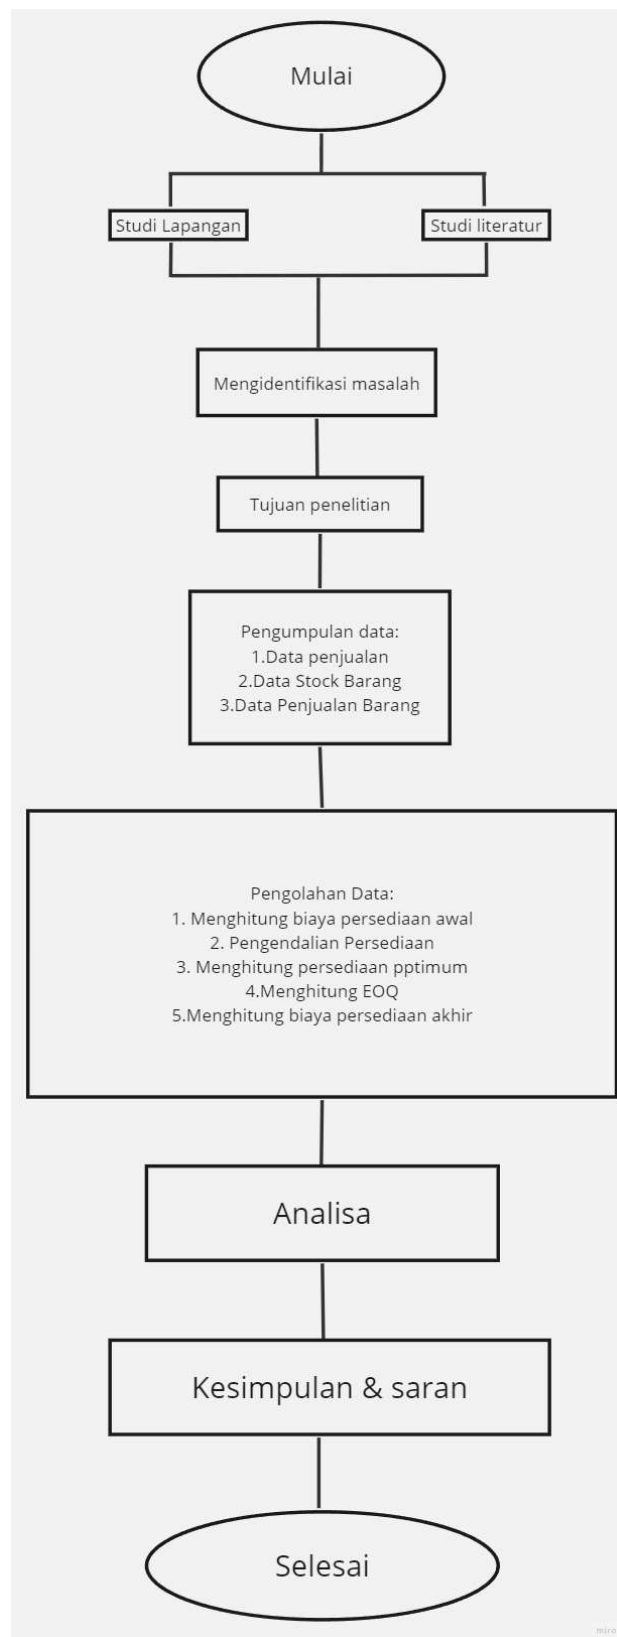 Mulai
Studi Lapangan
Studi literatur
Mengidentifikasi masalah
Tujuan penelitian
Pengumpulan data:
1.Data penjualan
2.Data Stock Barang
3.Data Penjualan Barang
Pengolahan Data:
1. Menghitung biaya persediaan awal
2. Pengendalian Persediaan
3. Menghitung persediaan pptimum
4.Menghitung EOQ
5.Menghitung biaya persediaan akhir
Analisa
Kesimpulan & saran
Selesai
miro